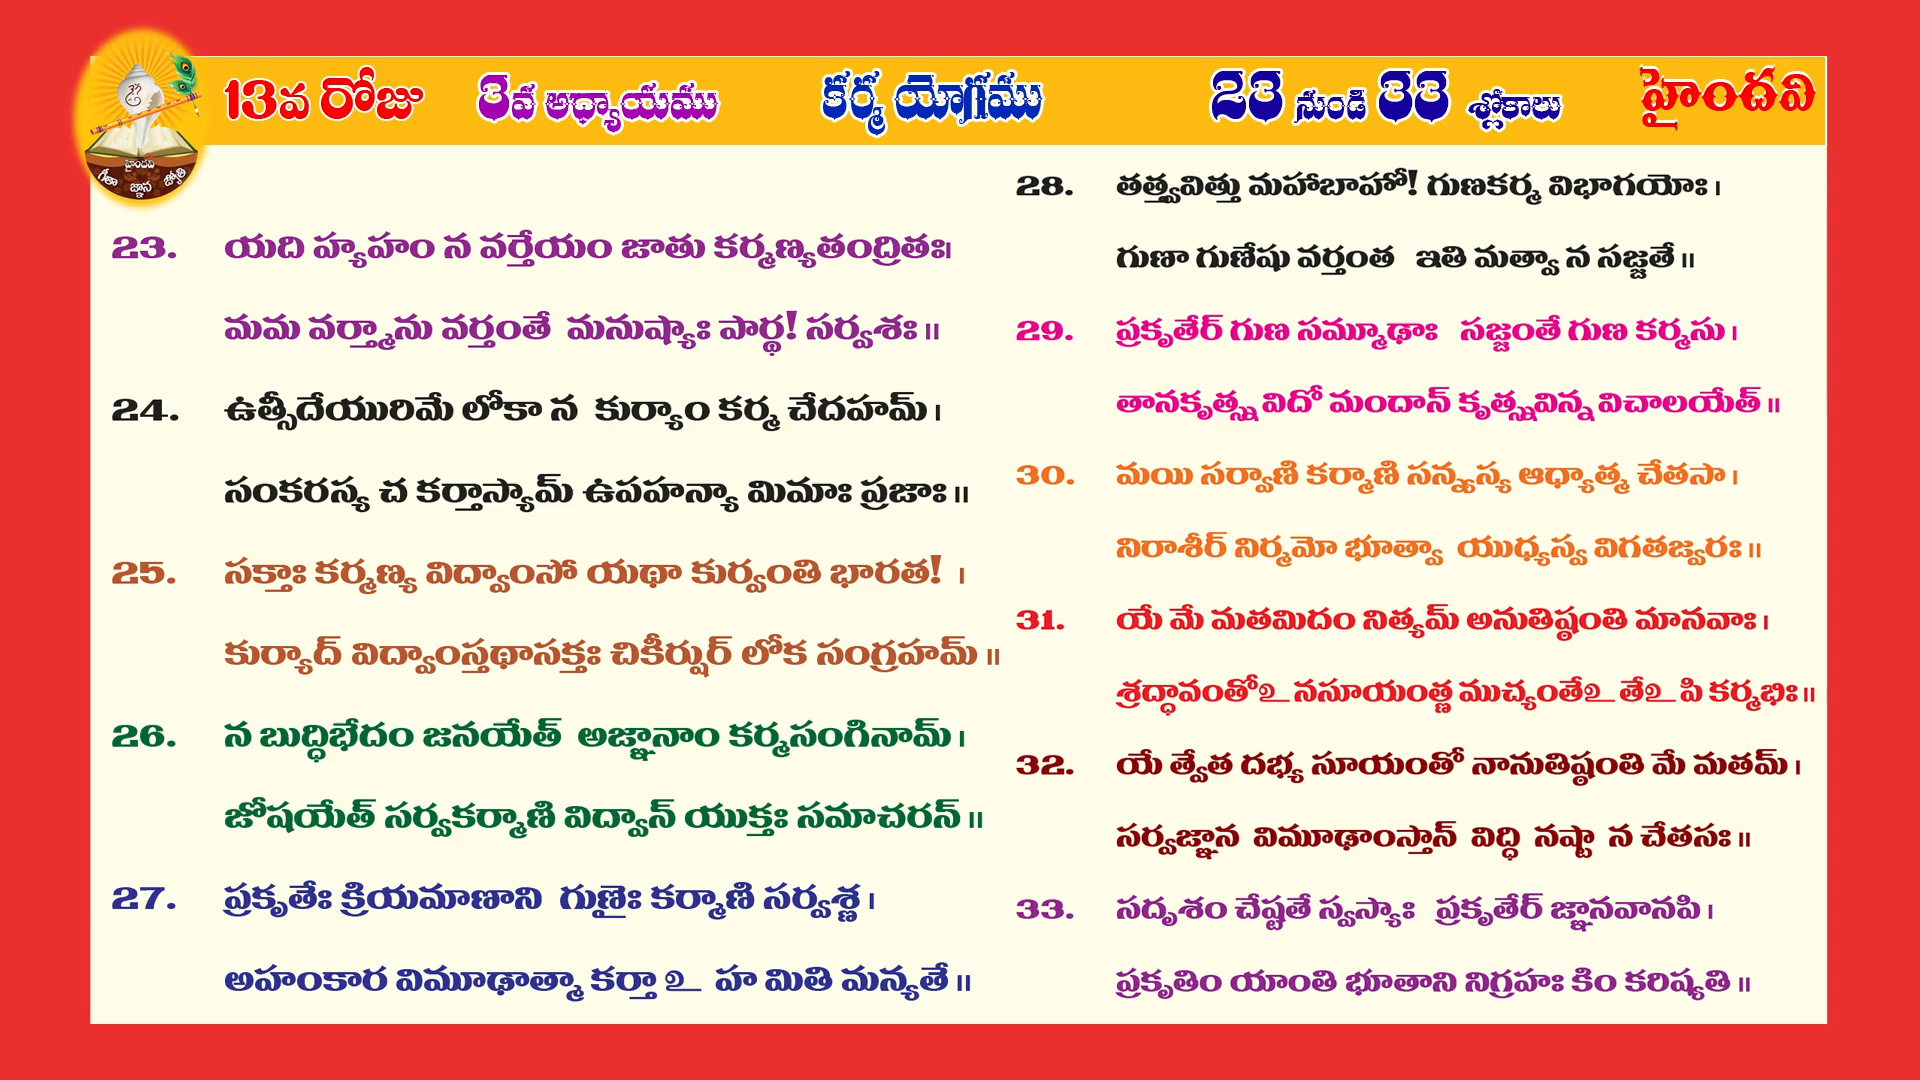 13వ రోజు 3వ అధ్యాయము కర్మ యోగము 23 నుండి 33 శ్లోకాలు హైందవి
హైందవి
గీతా జ్ఞాన జ్యోతి
23. యది హ్యహం న వర్తేయం జాతు కర్మణ్యతంద్రితః।
మమ వర్త్మాను వర్తంతే మనుష్యాః పార్థ! సర్వశః ॥
24. ఉత్సీదేయురిమే లోకా న కుర్యాం కర్మ చేదహమ్ ।
సంకరస్య చ కర్తాస్యామ్ ఉపహన్యా మిమాః ప్రజాః ॥
25. సక్తాః కర్మణ్య విద్వాంసో యథా కుర్వంతి భారత! ।
కుర్యాద్ విద్వాంస్తథాసక్తః చికీర్షుర్ లోక సంగ్రహమ్ ॥
26. న బుద్ధిభేదం జనయేత్ అజ్ఞానాం కర్మసంగినామ్ ।
జోషయేత్ సర్వకర్మాణి విద్వాన్ యుక్తః సమాచరన్ ॥
27. ప్రకృతేః క్రియమాణాని గుణైః కర్మాణి సర్వశ్ణ ।
అహంకార విమూఢాత్మా కర్తా ఽ హ మితి మన్యతే ॥
28. తత్త్వవిత్తు మహాబాహో! గుణకర్మ విభాగయోః ।
గుణా గుణేషు వర్తంత ఇతి మత్వా న సజ్జతే ॥
29. ప్రకృతేర్ గుణ సమ్మూఢాః సజ్జంతే గుణ కర్మసు ।
తానకృత్స్న విదో మందాన్ కృత్స్నవిన్న విచాలయేత్ ॥
30. మయి సర్వాణి కర్మాణి సన్న్యస్య ఆధ్యాత్మ చేతసా ।
నిరాశీర్ నిర్మమో భూత్వా యుధ్యస్వ విగతజ్వరః ॥
31. యే మే మతమిదం నిత్యమ్ అనుతిష్ఠంతి మానవాః ।
శ్రద్ధావంతోఽ నసూయంత్ణ ముచ్యంతేఽ తేఽ పి కర్మభిః ॥
32. యే త్వేత దభ్య సూయంతో నానుతిష్ఠంతి మే మతమ్ ।
సర్వజ్ఞాన విమూఢాంస్తాన్ విద్ధి నష్టా న చేతసః ॥
33. సదృశం చేష్టతే స్వస్యాః ప్రకృతేర్ జ్ఞానవానపి ।
ప్రకృతిం యాంతి భూతాని నిగ్రహః కిం కరిష్యతి ॥